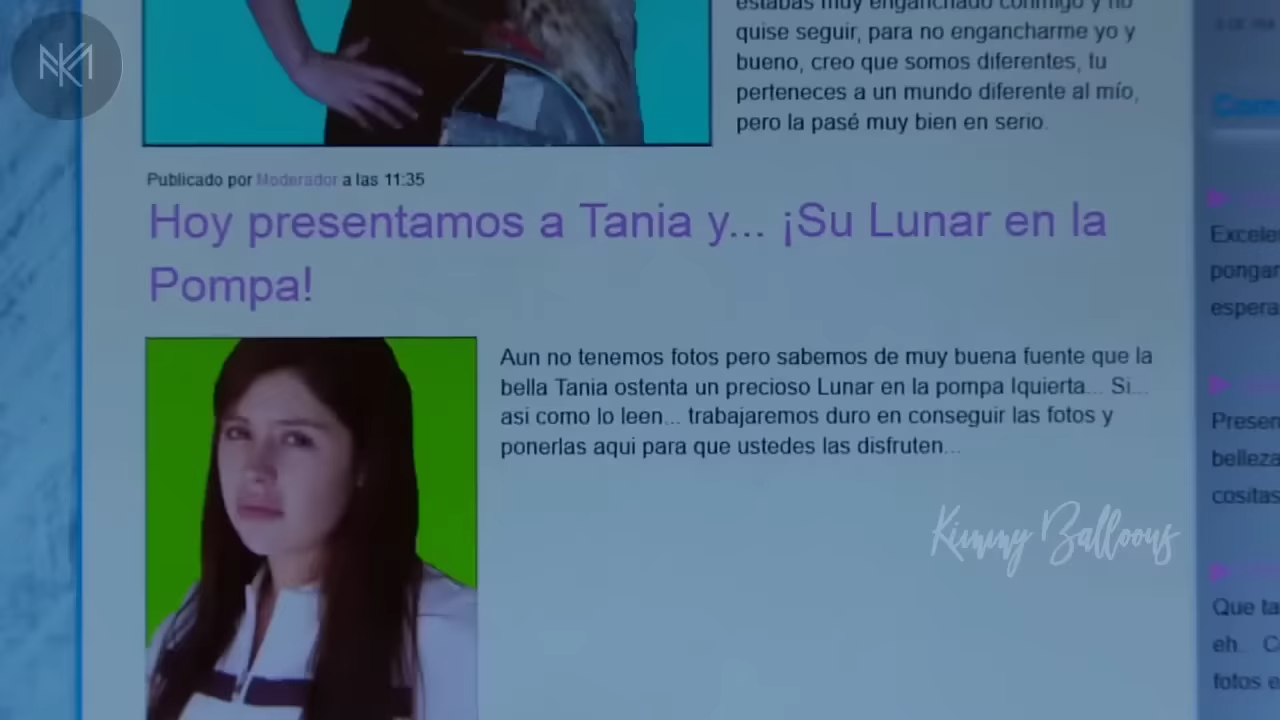 estabas muy enganchado conmigo y no
quise seguir, para no engancharme yo y
bueno, creo que somos diferentes, tu
perteneces a un mundo diferente al mío,
pero la pasé muy bien en serio.
Publicado por Moderador a las 11:35
Hoy presentamos a Tania y... ¡Su Lunar en la
Pompa!
Aun no tenemos fotos pero sabemos de muy buena fuente que la
bella Tania ostenta un precioso Lunar en la pompa Iquierta... Si...
asi como lo leen... trabajaremos duro en conseguir las fotos y
ponerlas aqui para que ustedes las disfruten...
Kimmy Balloons
Excele
pongan
espera
Presen
belleza
cositas
Que ta
eh.
fotos e